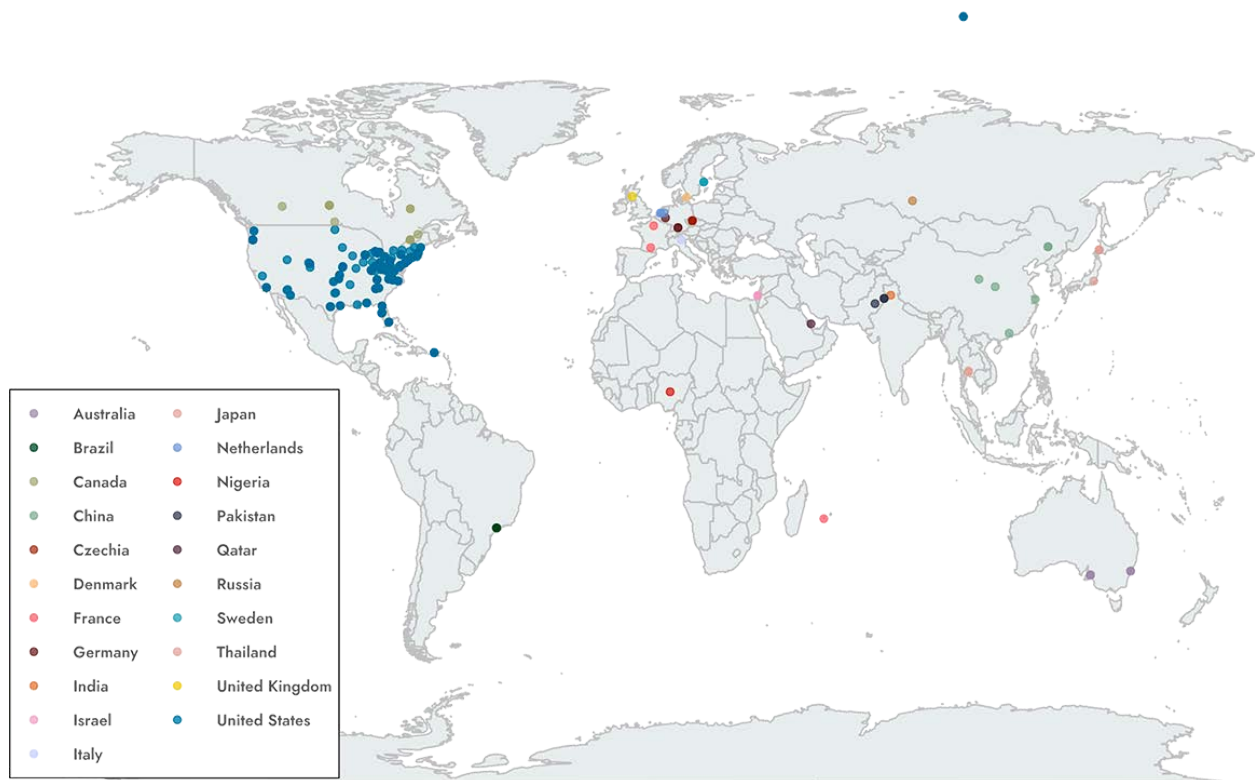 Australia
Brazil
Canada
China
Czechia
Denmark
France
Germany
India
Israel
Italy
Japan
Netherlands
Nigeria
Pakistan
Qatar
Russia
Sweden
Thailand
United Kingdom
United States